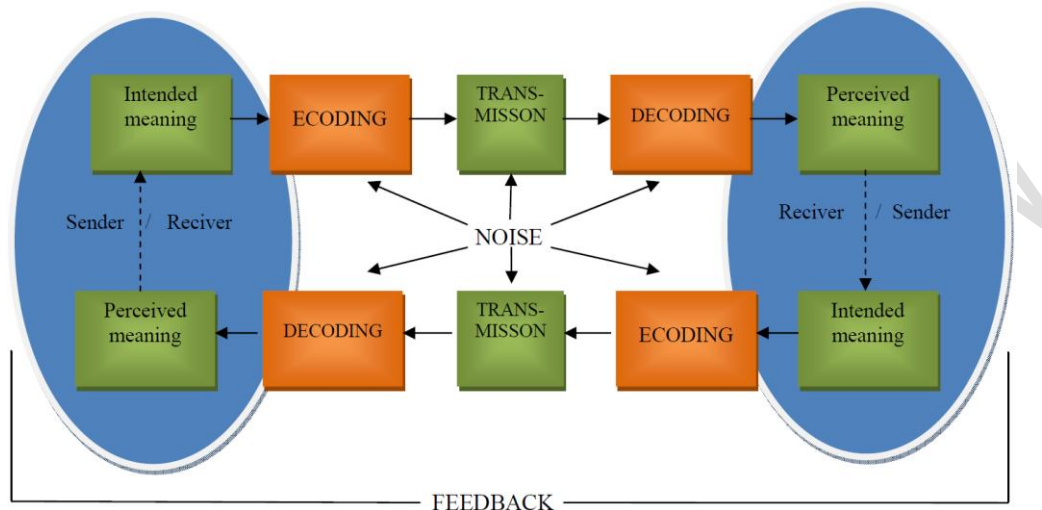 Intended
meaning
ECODING
TRANS-
MISSON
DECODING
Perceived
meaning
Sender / Reciver
Reciver / Sender
NOISE
Perceived
meaning
DECODING
TRANS-
MISSON
ECODING
Intended
meaning
FEEDBACK